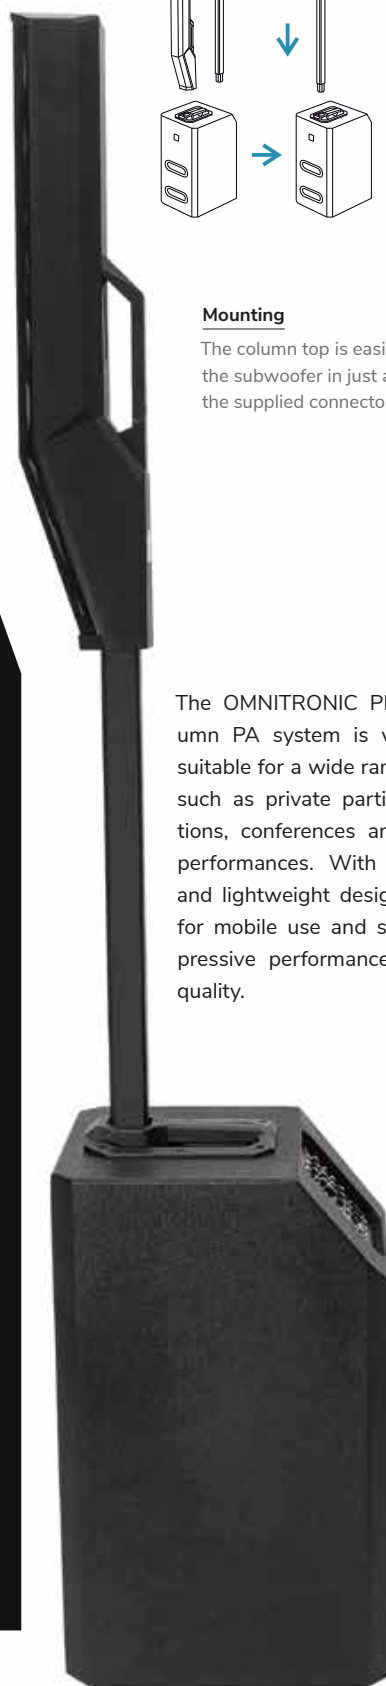 Mounting
The column top is easi
the subwoofer in just a
the supplied connecto
The OMNITRONIC
umn PA system is
suitable for a wide ran
such as private parti
tions, conferences
performances. With
and lightweight desig
for mobile use and s
pressive performance
quality.